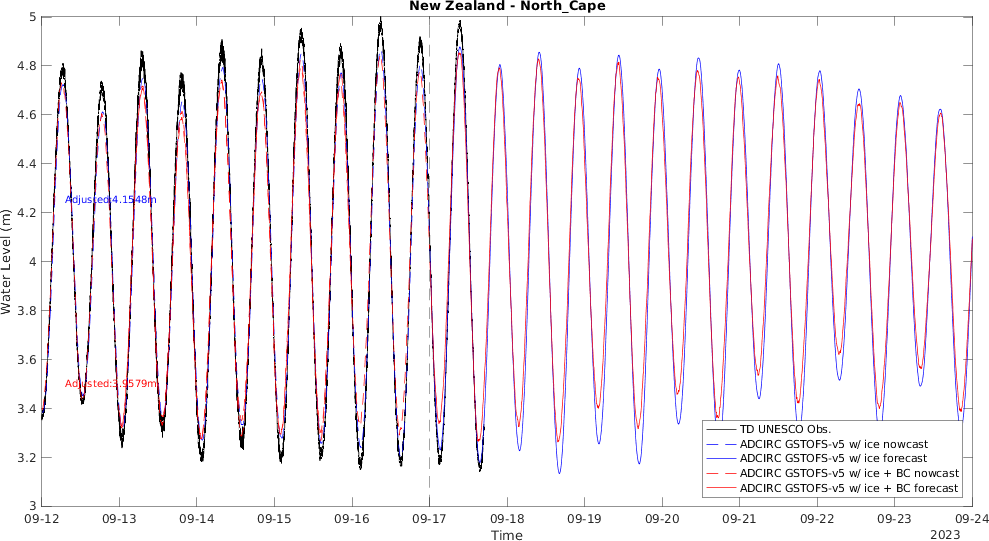 New Zealand - North_Cape
Water Level (m)
5
4.8
4.6
4.4
4.2
4
3.8
3.6
3.4
3.2
3
Adjusted:4.1548m
Adjusted:3.9579m
TD UNESCO Obs.
ADCIRC GSTOFS-v5 w/ ice nowcast
ADCIRC GSTOFS-v5 w/ ice forecast
ADCIRC GSTOFS-v5 w/ ice + BC nowcast
ADCIRC GSTOFS-v5 w/ ice + BC forecast
09-12 09-13 09-14 09-15 09-16 09-17 09-18 09-19 09-20 09-21 09-22 09-23 09-24
Time
2023